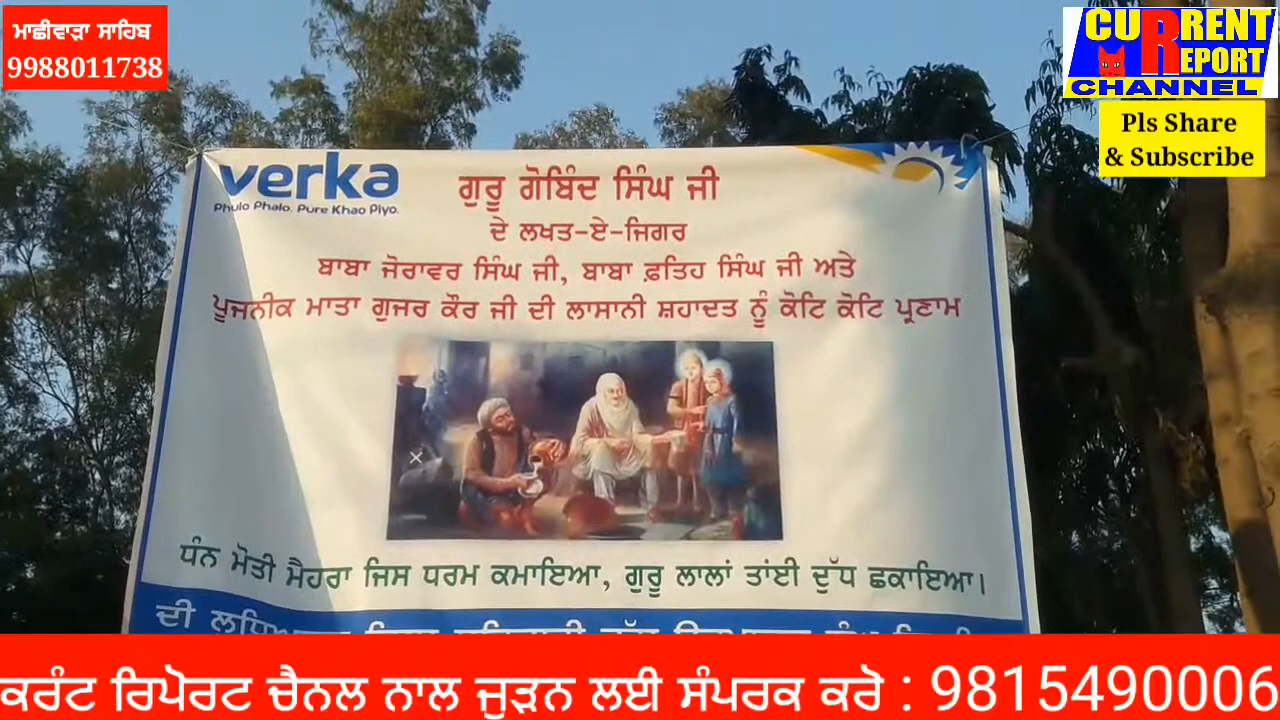 ਮਾਛੀਵਾੜਾ ਸਾਹਿਬ
9988011738
CURRENT
REPORT
CHANNEL
Pls Share
& Subscribe
verka
Phulo Phalo. Pure Khao Piyo.
ਗੁਰੂ ਗੋਬਿੰਦ ਸਿੰਘ ਜੀ
ਦੇ ਲਖਤ-ਏ-ਜਿਗਰ
ਬਾਬਾ ਜੋਰਾਵਰ ਸਿੰਘ ਜੀ, ਬਾਬਾ ਫ਼ਤਿਹ ਸਿੰਘ ਜੀ ਅਤੇ
ਪੂਜਨੀਕ ਮਾਤਾ ਗੁਜਰ ਕੌਰ ਜੀ ਦੀ ਲਾਸਾਨੀ ਸ਼ਹਾਦਤ ਨੂੰ ਕੋਟਿ ਕੋਟਿ ਪ੍ਰਣਾਮ
ਧੰਨ ਮੋਤੀ ਮੈਹਰਾ ਜਿਸ ਧਰਮ ਕਮਾਇਆ, ਗੁਰੂ ਲਾਲਾਂ ਤਾਂਈ ਦੁੱਧ ਛਕਾਇਆ।
ਦੀ
ਕਰੰਟ ਰਿਪੋਰਟ ਚੈਨਲ ਨਾਲ ਜੁੜਨ ਲਈ ਸੰਪਰਕ ਕਰੋ : 9815490006